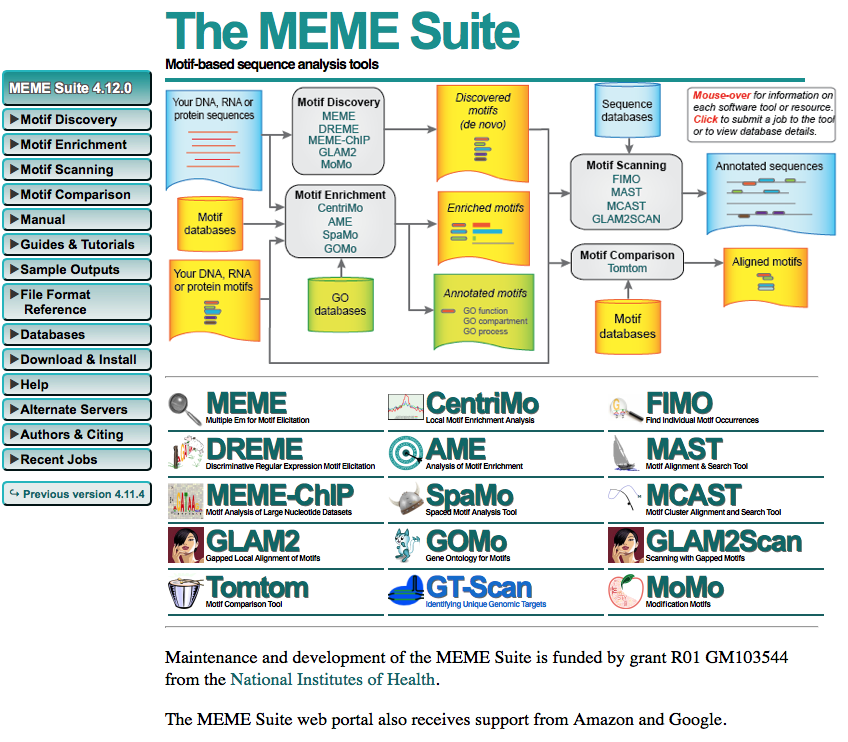 The MEME Suite
Motif-based sequence analysis tools
MEME Suite 4.12.0
Motif Discovery
Motif Enrichment
Motif Scanning
Motif Comparison
Manual
Guides & Tutorials
Sample Outputs
File Format
Reference
Databases
Download & Install
Help
Alternate Servers
Authors & Citing
Recent Jobs
Previous version 4.11.4
Your DNA, RNA or
protein sequences
Motif
databases
Your DNA, RNA
or protein motifs
Motif Discovery
MEME
DREME
MEME-ChIP
GLAM2
MoMo
Motif Enrichment
CentriMo
AME
SpaMo
GOMo
GO
databases
Discovered
motifs
(de novo)
Enriched motifs
Annotated motifs
GO function
GO compartment
GO process
Sequence
databases
Motif Scanning
FIMO
MAST
MCAST
GLAM2SCAN
Motif Comparison
Tomtom
Motif
databases
Mouse-over for information on
each software tool or resource.
Click to submit a job to the tool
or to view database details.
Annotated sequences
Aligned motifs
MEME
Multiple Em for Motif Elicitation
CentriMo
Local Motif Enrichment Analysis
FIMO
Find Individual Motif Occurrences
DREME
Discriminative Regular Expression Motif Elicitation
AME
Analysis of Motif Enrichment
MAST
Motif Alignment & Search Tool
MEME-ChIP
Motif Analysis of Large Nucleotide Datasets
SpaMo
Spaced Motif Analysis Tool
MCAST
Motif Cluster Alignment and Search Tool
GLAM2
Gapped Local Alignment of Motifs
GOMo
Gene Ontology for Motifs
GLAM2Scan
Scanning with Gapped Motifs
Tomtom
Motif Comparison Tool
GT-Scan
Identifying Unique Genomic Targets
MoMo
Modification Motifs
Maintenance and development of the MEME Suite is funded by grant R01 GM103544
from the National Institutes of Health.
The MEME Suite web portal also receives support from Amazon and Google.